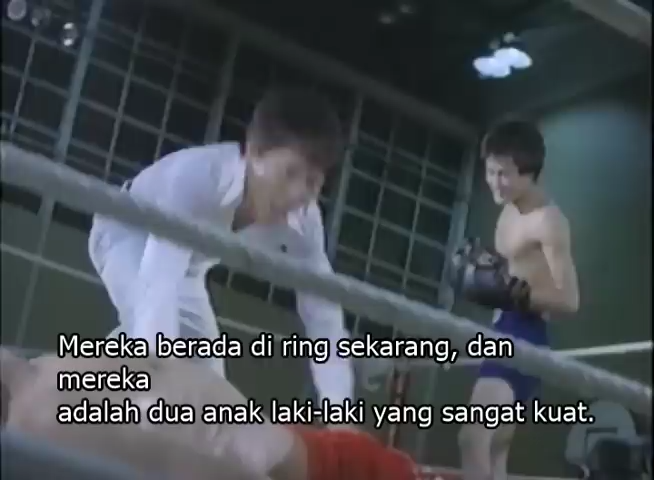 Mereka berada di ring sekarang, dan
mereka
adalah dua anak laki-laki yang sangat kuat.